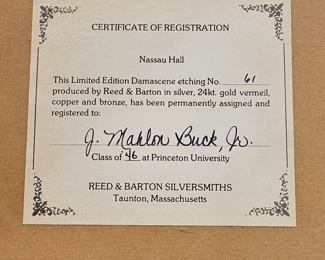 CERTIFICATE OF REGISTRATION
Nassau Hall
This Limited Edition Damascene etching No. 61
produced by Reed & Barton in silver, 24kt. gold vermeil,
copper and bronze, has been permanently assigned and
registered to:
J. Mahlon Buck, Jr.
Class of 46 at Princeton University
REED & BARTON SILVERSMITHS
Taunton, Massachusetts